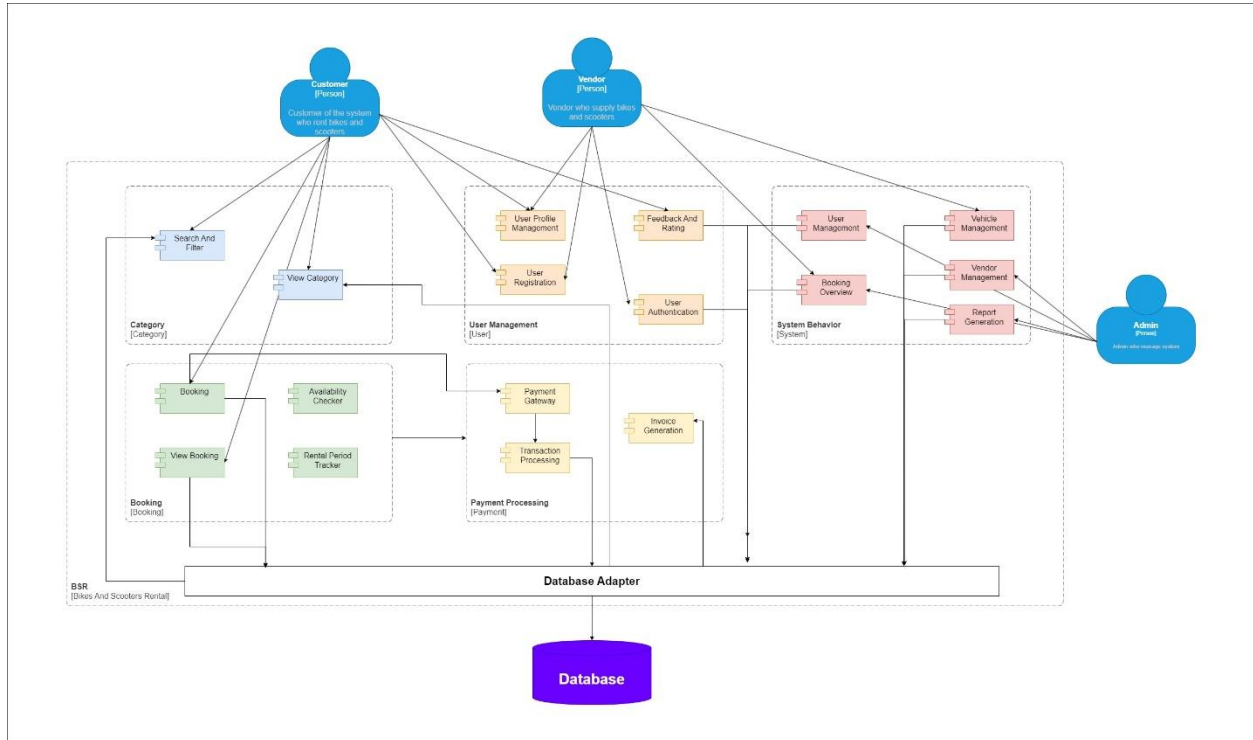 Customer
[Person]
Customer of the system
who rent bikes and
scooters
Vendor
[Person]
Vendor who supply bikes
and scooters
Search And
Filter
View Category
Category
[Category]
User Profile
Management
Feedback And
Rating
User
Registration
User
Authentication
User Management
[User]
User
Management
Vehicle
Management
Vendor
Management
Booking
Overview
Report
Generation
System Behavior
[System]
Admin
[Person]
Admin who manage system
Booking
Availability
Checker
View Booking
Rental Period
Tracker
Booking
[Booking]
Payment
Gateway
Invoice
Generation
Transaction
Processing
Payment Processing
[Payment]
Database Adapter
BSR
[Bikes And Scooters Rental]
Database